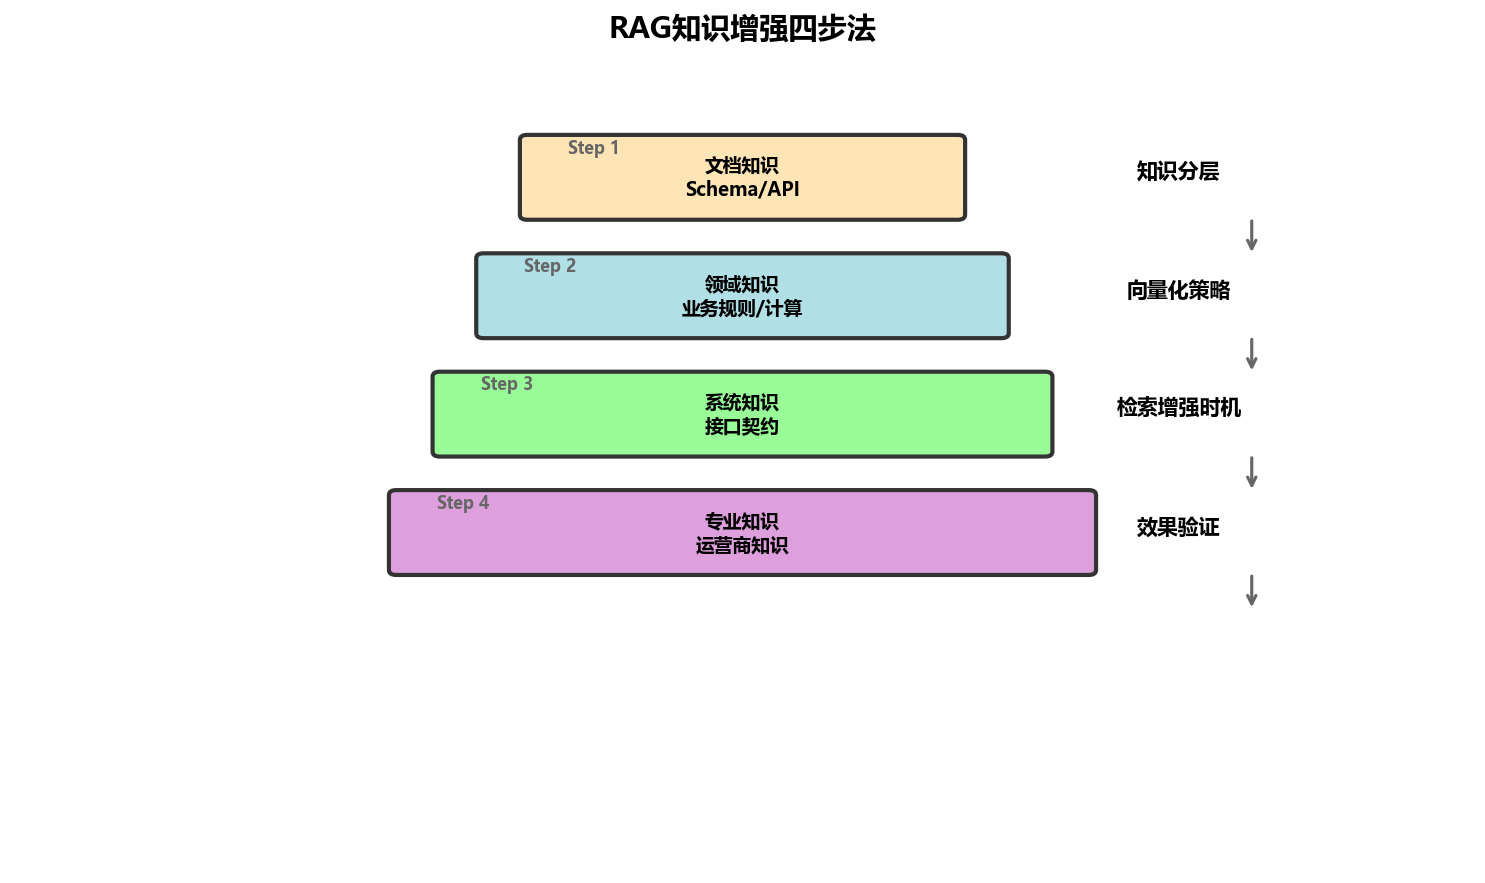 RAG知识增强四步法
Step 1
文档知识
Schema/API
知识分层
Step 2
领域知识
业务规则/计算
向量化策略
Step 3
系统知识
接口契约
检索增强时机
Step 4
专业知识
运营商知识
效果验证